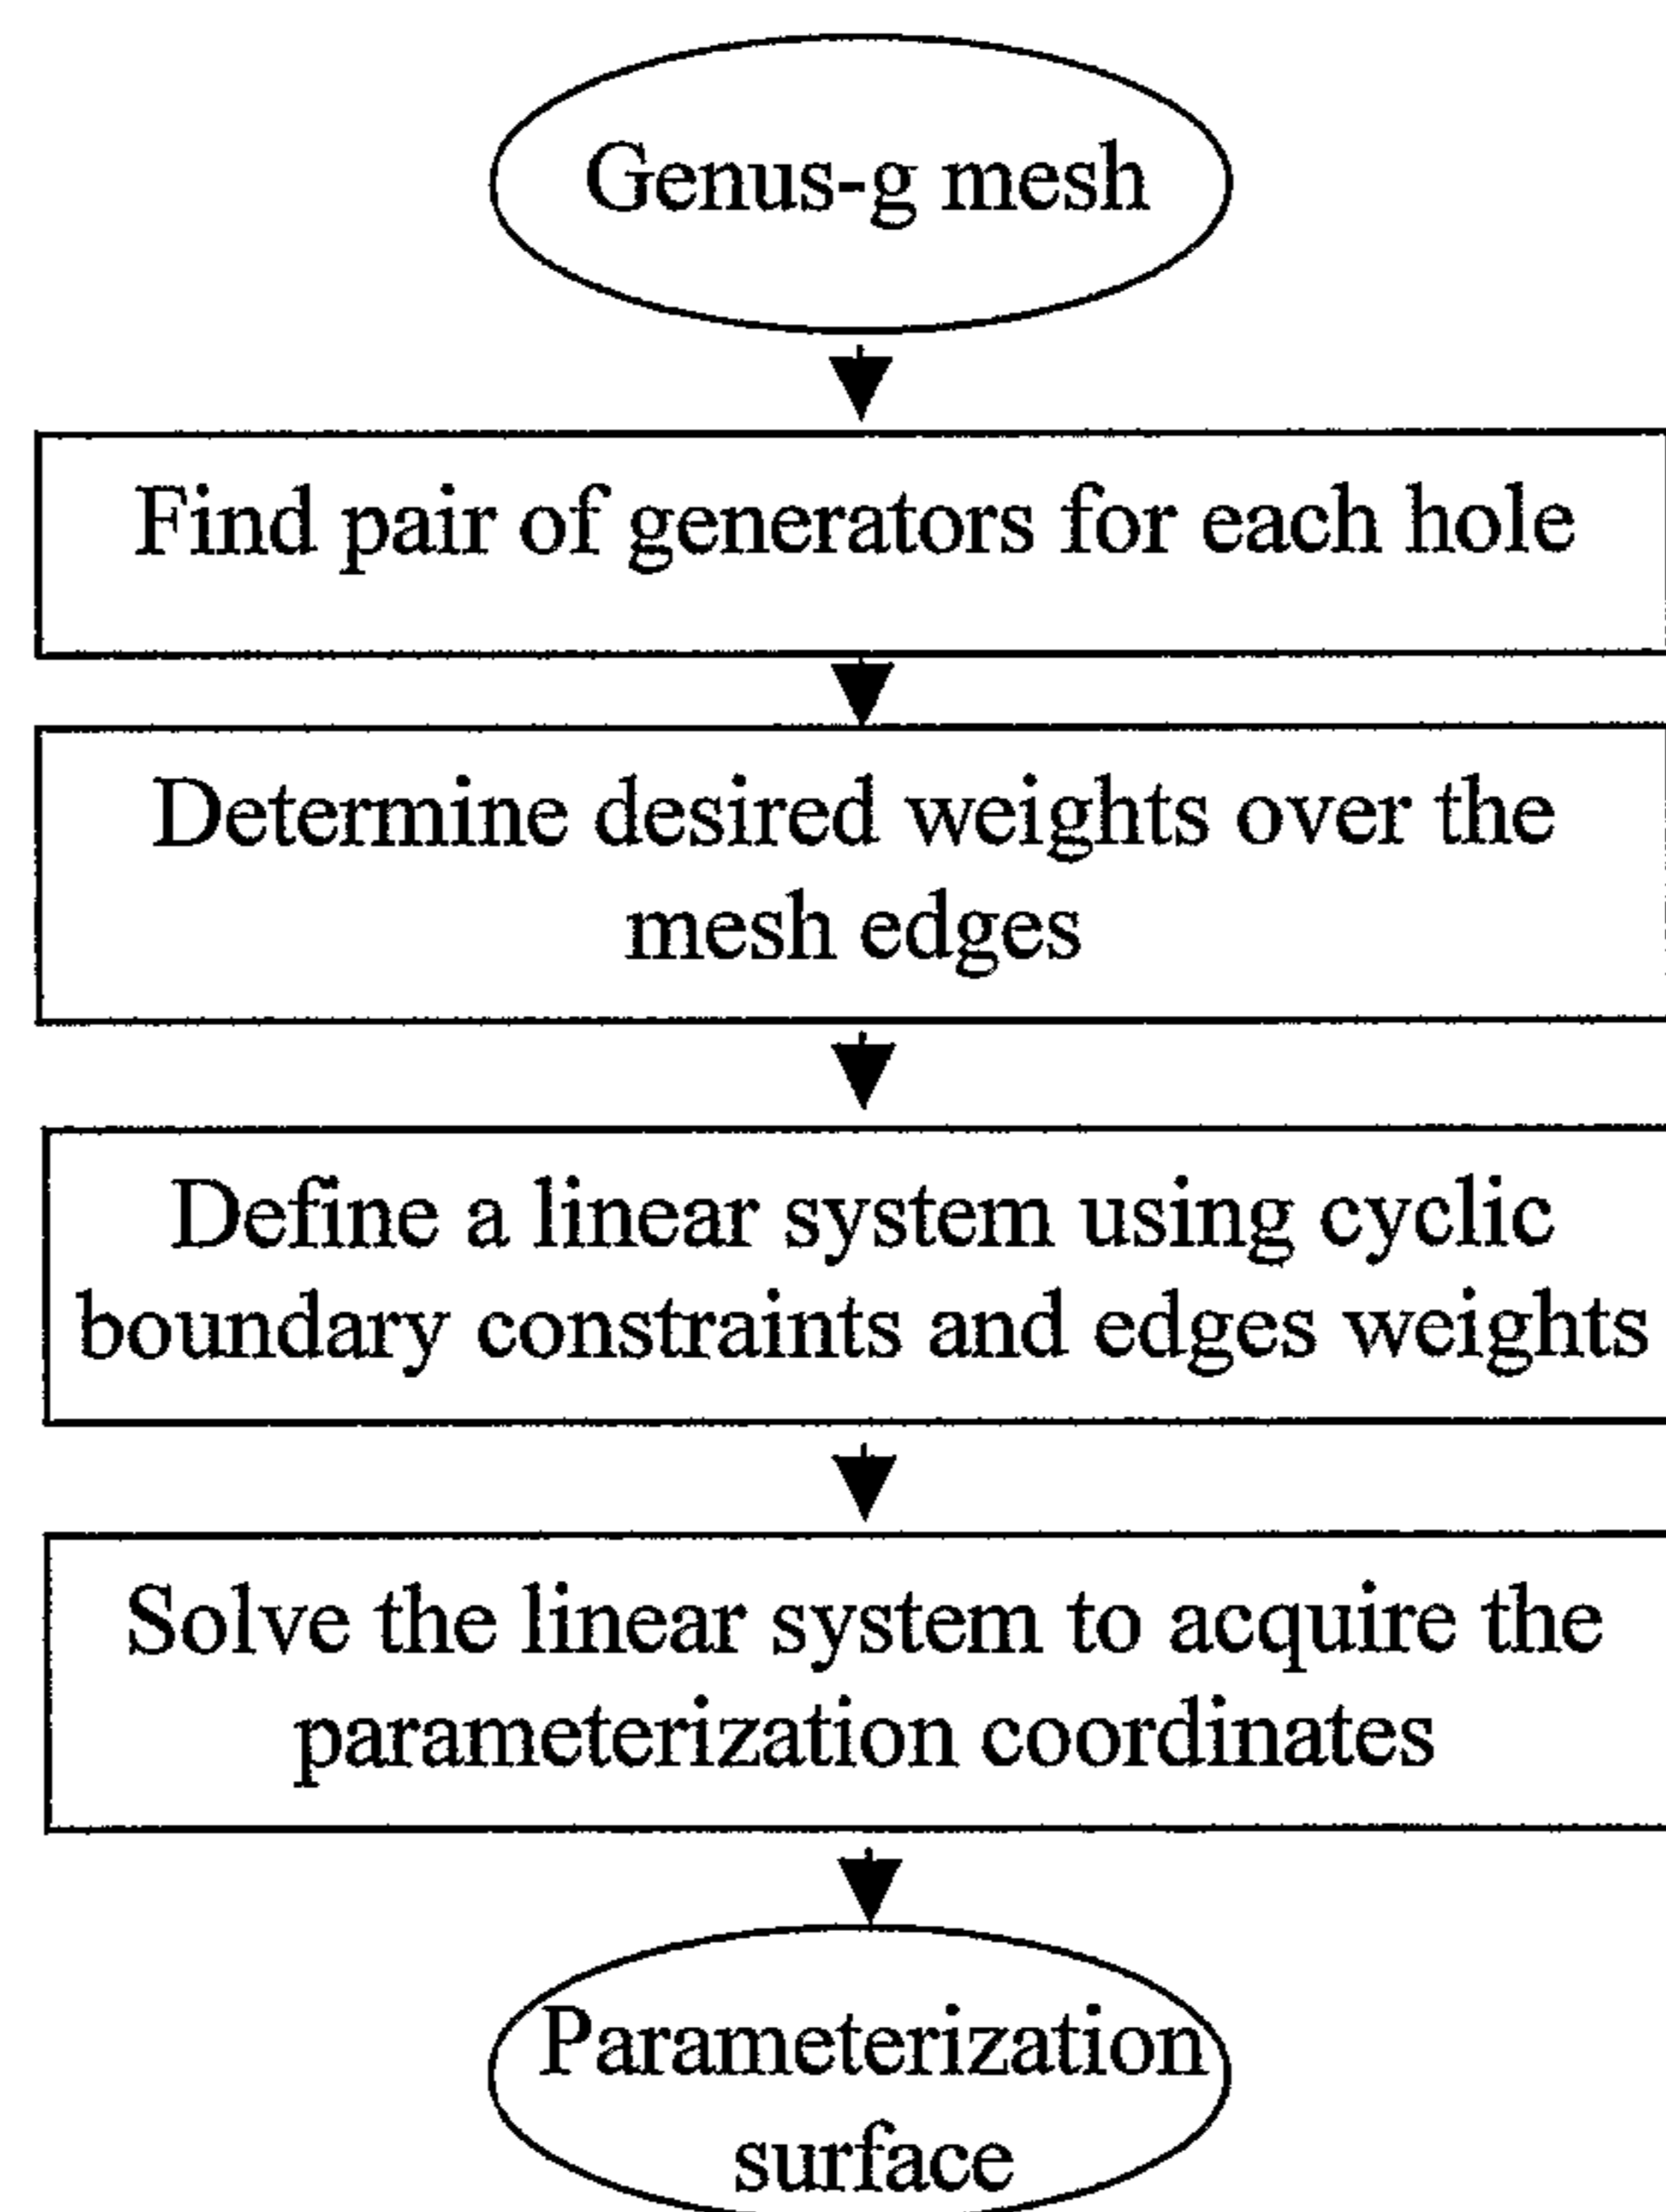 Genus-g mesh
Find pair of generators for each hole
Determine desired weights over the
mesh edges
Define a linear system using cyclic
boundary constraints and edges weights
Solve the linear system to acquire the
parameterization coordinates
Parameterization
surface